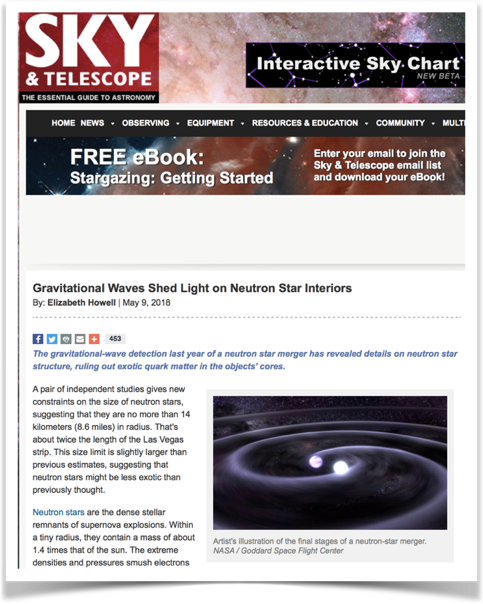 SKY
& TELESCOPE
THE ESSENTIAL GUIDE TO ASTRONOMY
Interactive Sky Chart
NEW BETA
HOME NEWS OBSERVING EQUIPMENT RESOURCES & EDUCATION COMMUNITY MULTI
FREE eBook:
Stargazing: Getting Started
Enter your email to join the
Sky & Telescope email list
and download your eBook!
Gravitational Waves Shed Light on Neutron Star Interiors
By: Elizabeth Howell | May 9, 2018
453
The gravitational-wave detection last year of a neutron star merger has revealed details on neutron star
structure, ruling out exotic quark matter in the objects' cores.
A pair of independent studies gives new
constraints on the size of neutron stars,
suggesting that they are no more than 14
kilometers (8.6 miles) in radius. That's
about twice the length of the Las Vegas
strip. This size limit is slightly larger than
previous estimates, suggesting that
neutron stars might be less exotic than
previously thought.
Neutron stars are the dense stellar
remnants of supernova explosions. Within
a tiny radius, they contain a mass of about
1.4 times that of the sun. The extreme
densities and pressures smush electrons
Artist's illustration of the final stages of a neutron-star merger.
NASA / Goddard Space Flight Center